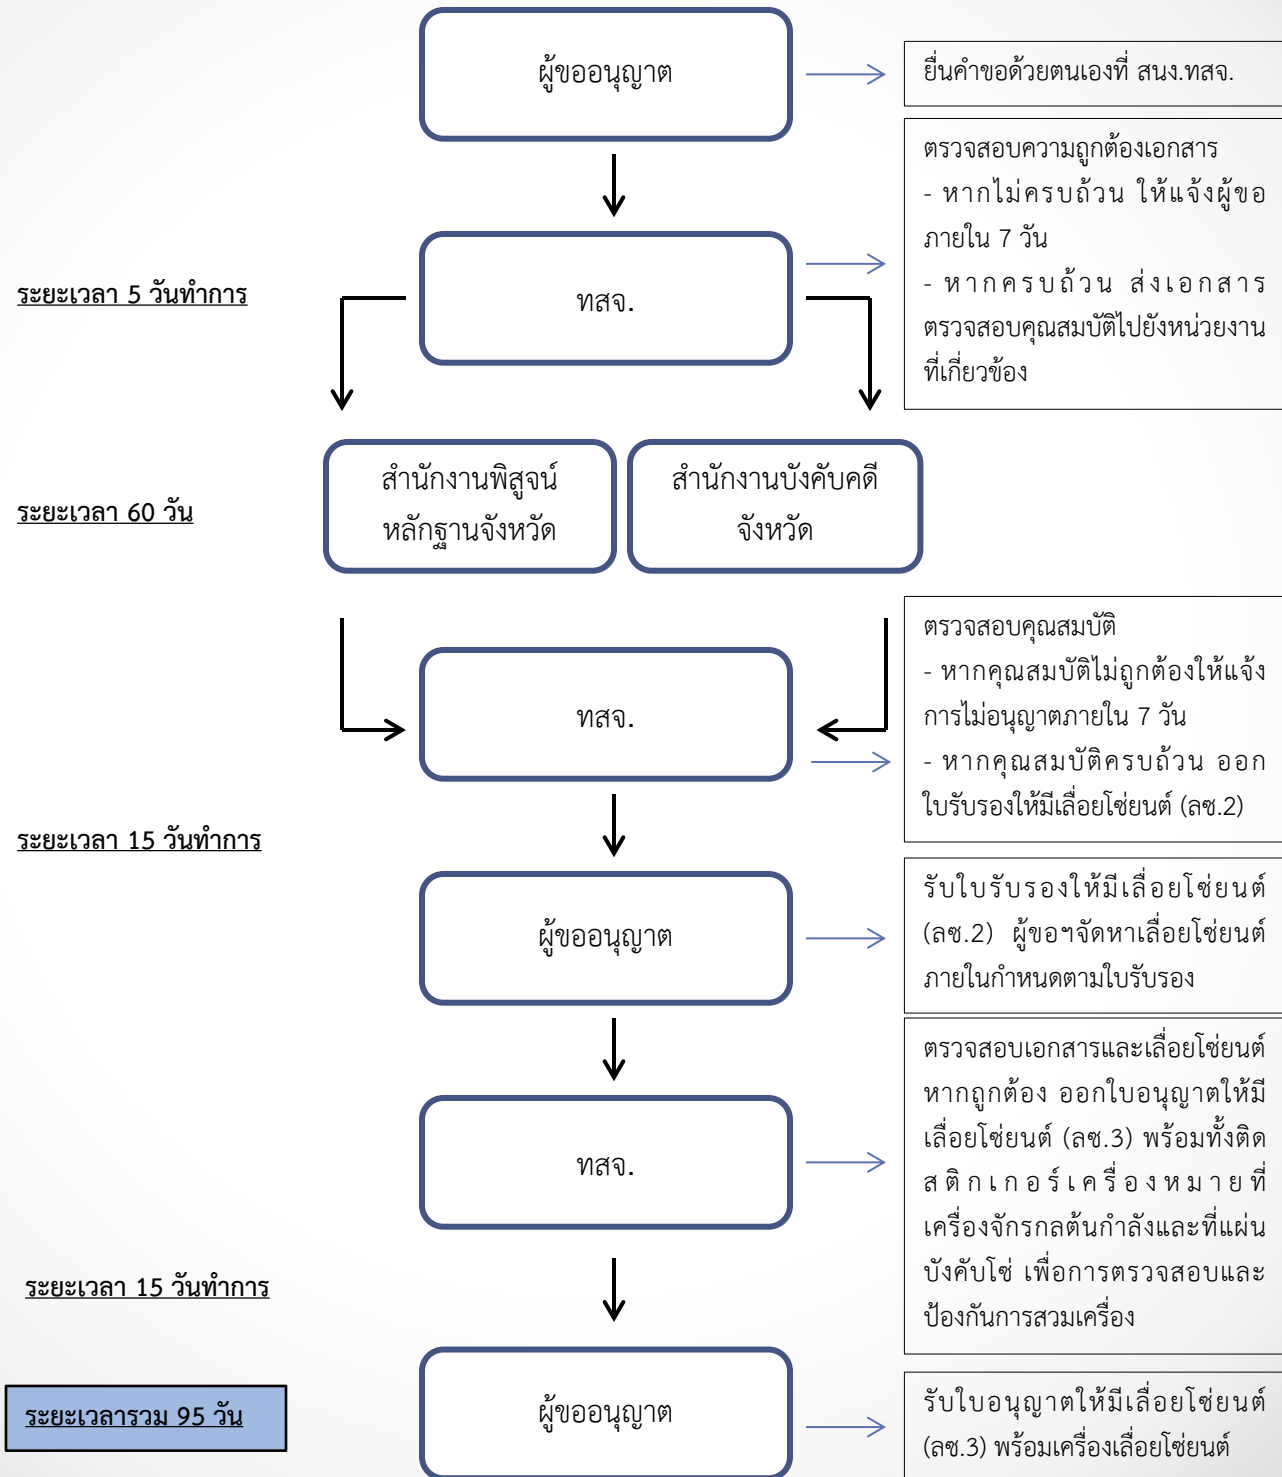 ผู้ขออนุญาต
ยื่นคำขอด้วยตนเองที่ สนง.ทสจ.
ระยะเวลา 5 วันทำการ
ทสจ.
ตรวจสอบความถูกต้องเอกสาร
- หากไม่ครบถ้วน ให้แจ้งผู้ขอ
ภายใน 7 วัน
- หากครบถ้วน ส่งเอกสาร
ตรวจสอบคุณสมบัติไปยังหน่วยงาน
ที่เกี่ยวข้อง
ระยะเวลา 60 วัน
สำนักงานพิสูจน์
หลักฐานจังหวัด
สำนักงานบังคับคดี
จังหวัด
ทสจ.
ตรวจสอบคุณสมบัติ
- หากคุณสมบัติไม่ถูกต้องให้แจ้ง
การไม่อนุญาตภายใน 7 วัน
- หากคุณสมบัติครบถ้วน ออก
ใบรับรองให้มีเลื่อยโซ่ยนต์ (ลซ.2)
ระยะเวลา 15 วันทำการ
ผู้ขออนุญาต
รับใบรับรองให้มีเลื่อยโซ่ยนต์
(ลซ.2) ผู้ขอฯจัดหาเลื่อยโซ่ยนต์
ภายในกำหนดตามใบรับรอง
ทสจ.
ตรวจสอบเอกสารและเลื่อยโซ่ยนต์
หากถูกต้อง ออกใบอนุญาตให้มี
เลื่อยโซ่ยนต์ (ลซ.3) พร้อมทั้งติด
สติกเกอร์เครื่องหมายที่
เครื่องจักรกลต้นกำลังและที่แผ่น
บังคับโซ่ เพื่อการตรวจสอบและ
ป้องกันการสวมเครื่อง
ระยะเวลา 15 วันทำการ
ระยะเวลารวม 95 วัน
ผู้ขออนุญาต
รับใบอนุญาตให้มีเลื่อยโซ่ยนต์
(ลซ.3) พร้อมเครื่องเลื่อยโซ่ยนต์